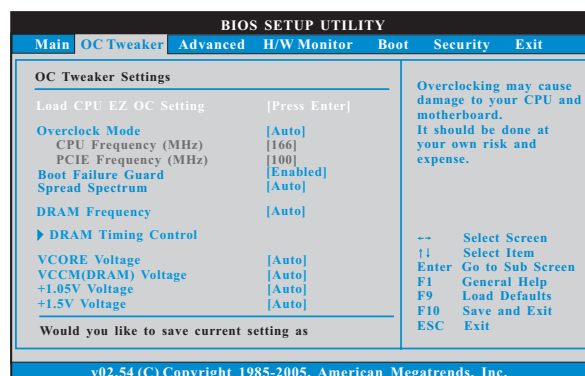 BIOS SETUP UTILITY
Main OC Tweaker Advanced H/W Monitor Boot Security Exit
OC Tweaker Settings
Load CPU EZ OC Setting [Press Enter]
Overclock Mode [Auto]
CPU Frequency (MHz) [166]
PCIE Frequency (MHz) [100]
Boot Failure Guard [Enabled]
Spread Spectrum [Auto]
DRAM Frequency [Auto]
DRAM Timing Control
VCORE Voltage [Auto]
VCCM(DRAM) Voltage [Auto]
+1.05V Voltage [Auto]
+1.5V Voltage [Auto]
Would you like to save current setting as
Overclocking may cause
damage to your CPU and
motherboard.
It should be done at
your own risk and
expense.
←→ Select Screen
↑↓ Select Item
Enter Go to Sub Screen
F1 General Help
F9 Load Defaults
F10 Save and Exit
ESC Exit
v02.54 (C) Copyright 1985-2005, American Megatrends, Inc.